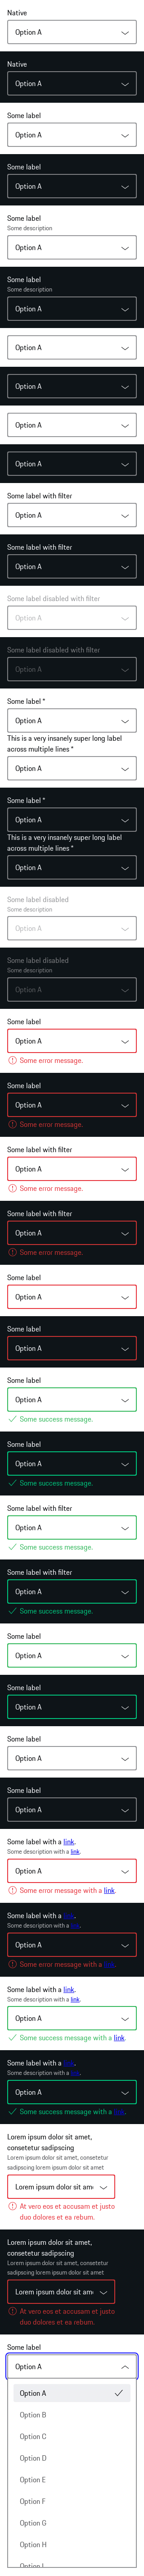 Native
Option A
Native
Option A
Some label
Option A
Some label
Option A
Some label
Some description
Option A
Some label
Some description
Option A
Option A
Option A
Option A
Option A
Some label with filter
Option A
Some label with filter
Option A
Some label disabled with filter
Option A
Some label disabled with filter
Option A
Some label *
Option A
This is a very insanely super long label
across multiple lines *
Option A
Some label *
Option A
This is a very insanely super long label
across multiple lines *
Option A
Some label disabled
Some description
Option A
Some label disabled
Some description
Option A
Some label
Option A
Some error message.
Some label
Option A
Some error message.
Some label with filter
Option A
Some error message.
Some label with filter
Option A
Some error message.
Some label
Option A
Some label
Option A
Some label
Option A
Some success message.
Some label
Option A
Some success message.
Some label with filter
Option A
Some success message.
Some label with filter
Option A
Some success message.
Some label
Option A
Some label
Option A
Some label
Option A
Some label
Option A
Some label with a link.
Some description with a link.
Option A
Some error message with a link.
Some label with a link.
Some description with a link.
Option A
Some error message with a link.
Some label with a link.
Some description with a link.
Option A
Some success message with a link.
Some label with a link.
Some description with a link.
Option A
Some success message with a link.
Lorem ipsum dolor sit amet,
consetetur sadipscing
Lorem ipsum dolor sit amet, consetetur
sadipscing lorem ipsum dolor sit amet
Lorem ipsum dolor sit am
At vero eos et accusam et justo
duo dolores et ea rebum.
Lorem ipsum dolor sit amet,
consetetur sadipscing
Lorem ipsum dolor sit amet, consetetur
sadipscing lorem ipsum dolor sit amet
Lorem ipsum dolor sit am
At vero eos et accusam et justo
duo dolores et ea rebum.
Some label
Option A
Option A
Option B
Option C
Option D
Option E
Option F
Option G
Option H
Option I